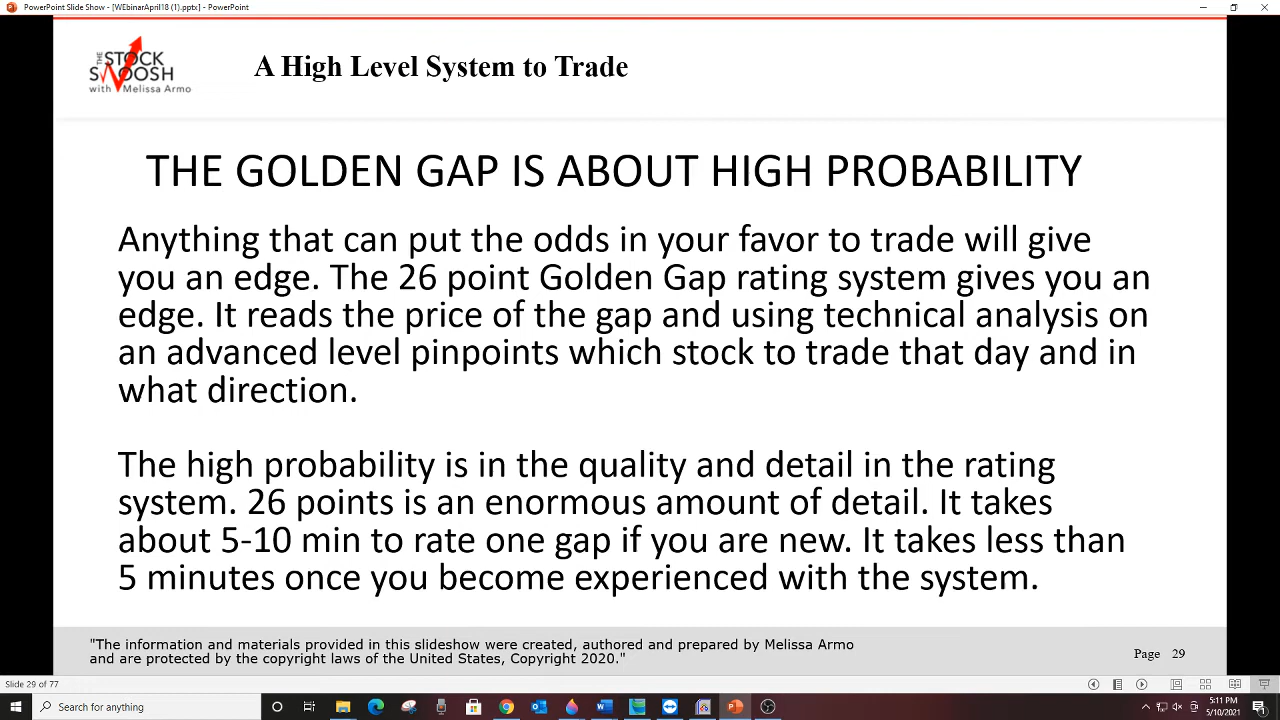 PowerPoint Slide Show - [WEbinarApril18 (1).pptx] - PowerPoint
THE
STOCK
SWOOSH
with Melissa Armo
A High Level System to Trade
THE GOLDEN GAP IS ABOUT HIGH PROBABILITY
Anything that can put the odds in your favor to trade will give
you an edge. The 26 point Golden Gap rating system gives you an
edge. It reads the price of the gap and using technical analysis on
an advanced level pinpoints which stock to trade that day and in
what direction.
The high probability is in the quality and detail in the rating
system. 26 points is an enormous amount of detail. It takes
about 5-10 min to rate one gap if you are new. It takes less than
5 minutes once you become experienced with the system.
"The information and materials provided in this slideshow were created, authored and prepared by Melissa Armo
and are protected by the copyright laws of the United States, Copyright 2020."
Page 29
Slide 29 of 77
Search for anything
5:11 PM
5/10/2021